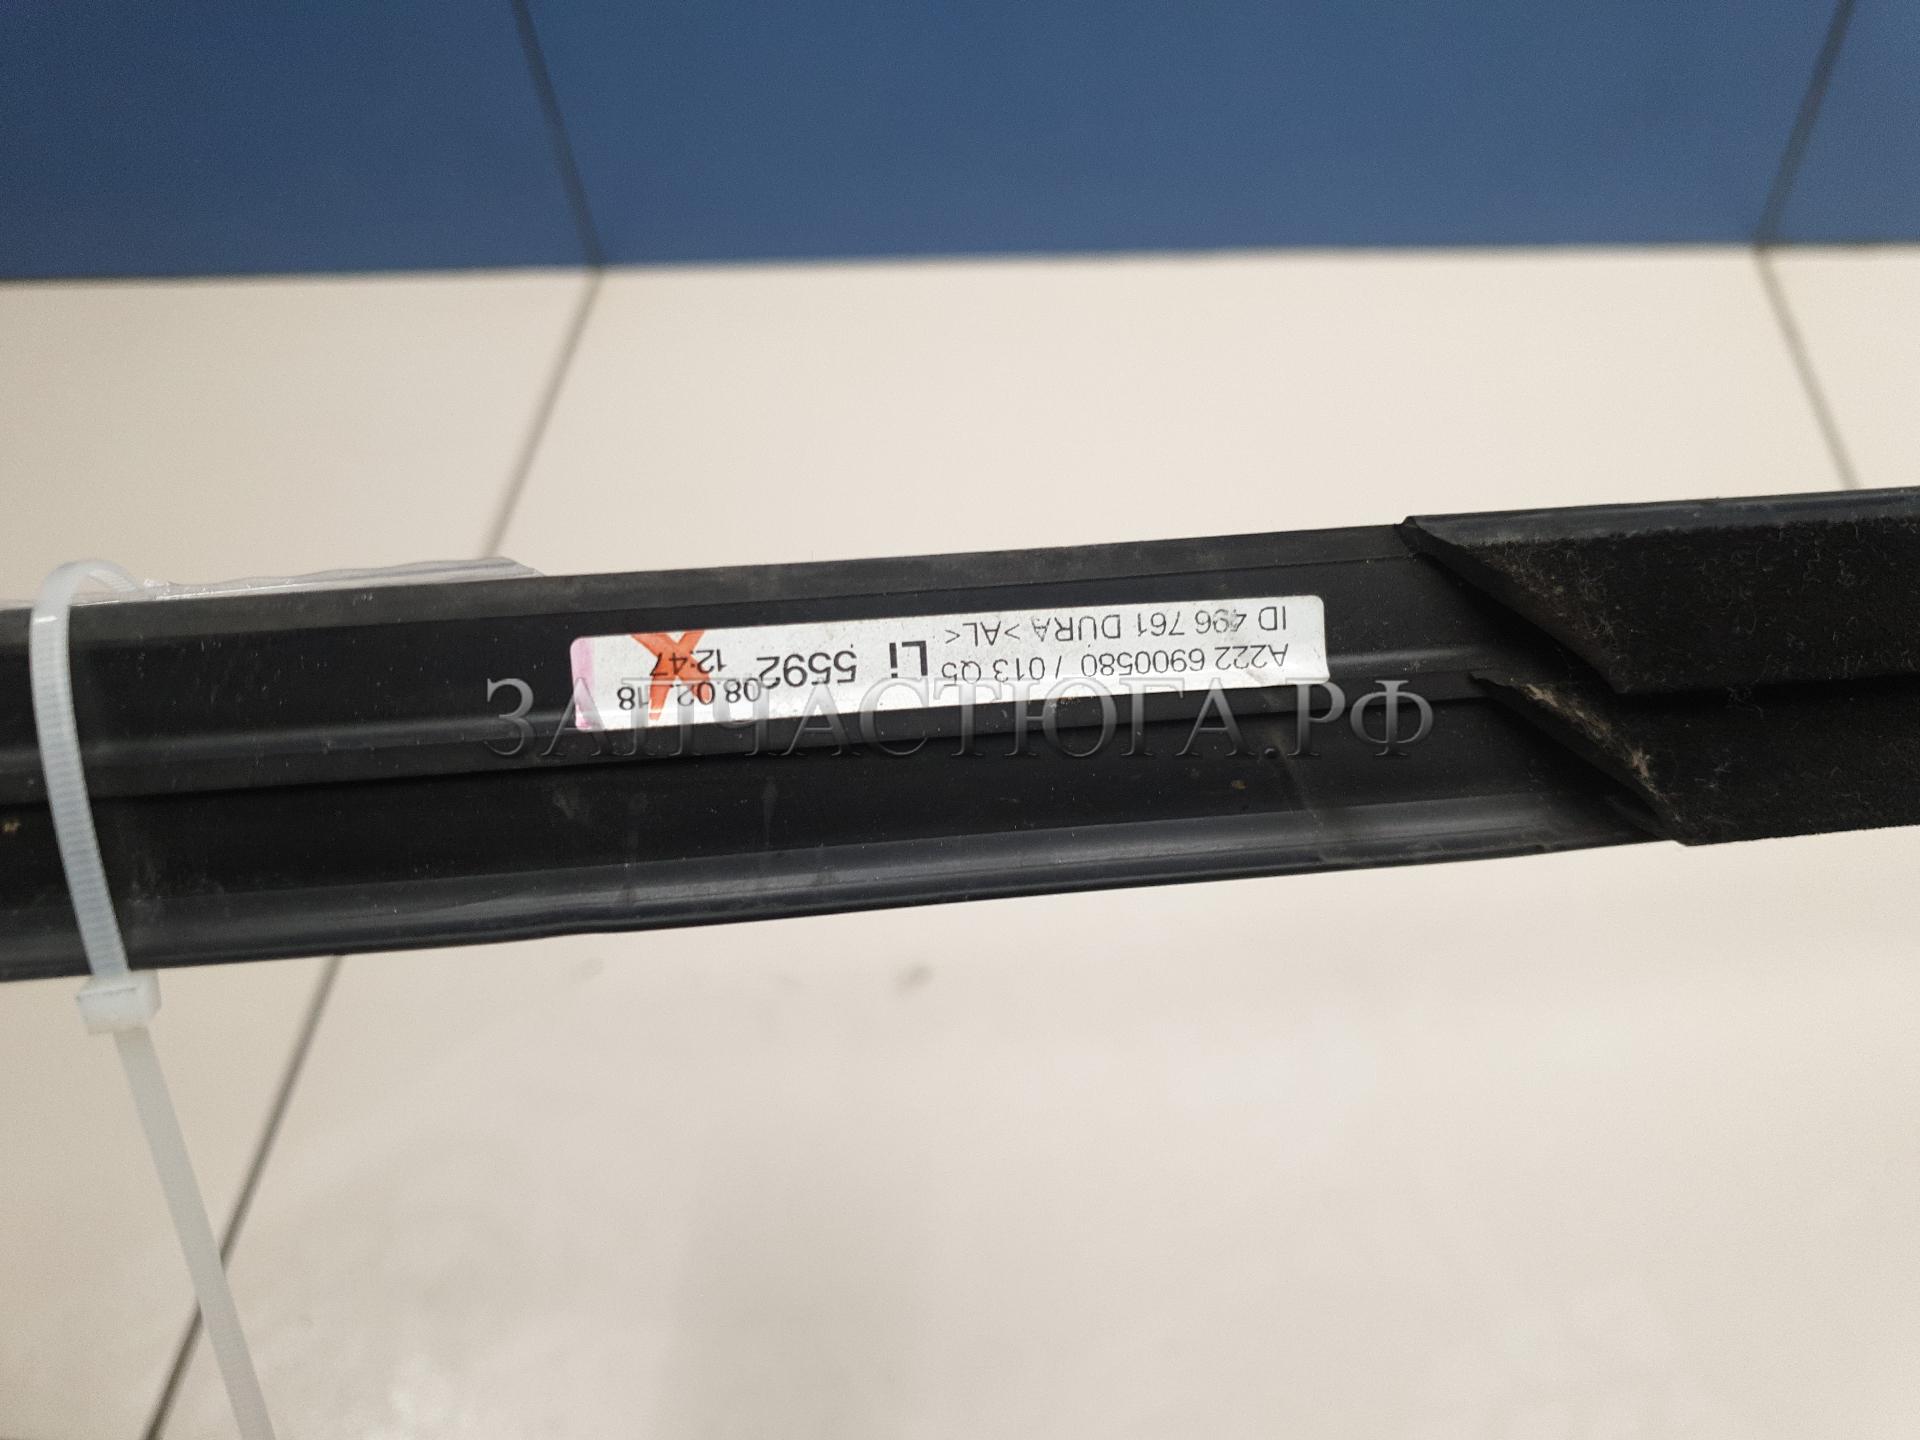 A222 6900580 / 013 Q5 Li 5592 08.02.18
ID 496 761 DURA >AL< 12:47
ЗАПЧАСТЮГА.РФ